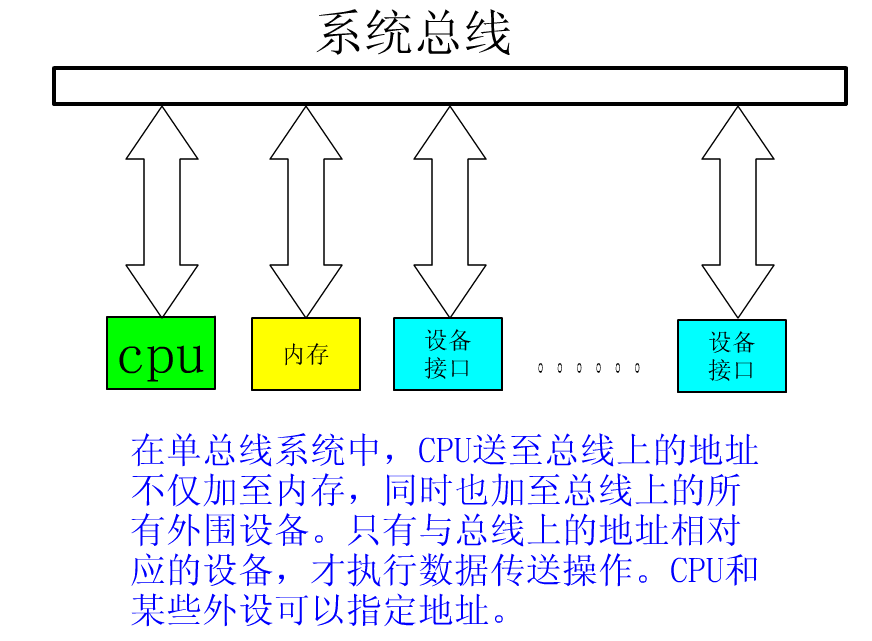 系统总线
cpu
内存
设备
接口
。。。。。。
设备
接口
在单总线系统中，CPU送至总线上的地址
不仅加至内存，同时也加至总线上的所
有外围设备。只有与总线上的地址相对
应的设备，才执行数据传送操作。CPU和
某些外设可以指定地址。